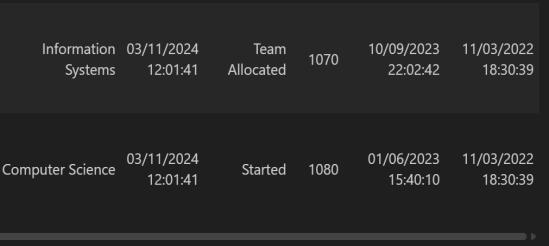 Information 03/11/2024 Team 10/09/2023 11/03/2022
Systems 12:01:41 Allocated 1070 22:02:42 18:30:39
Computer Science 03/11/2024 Started 1080 01/06/2023 11/03/2022
12:01:41 15:40:10 18:30:39